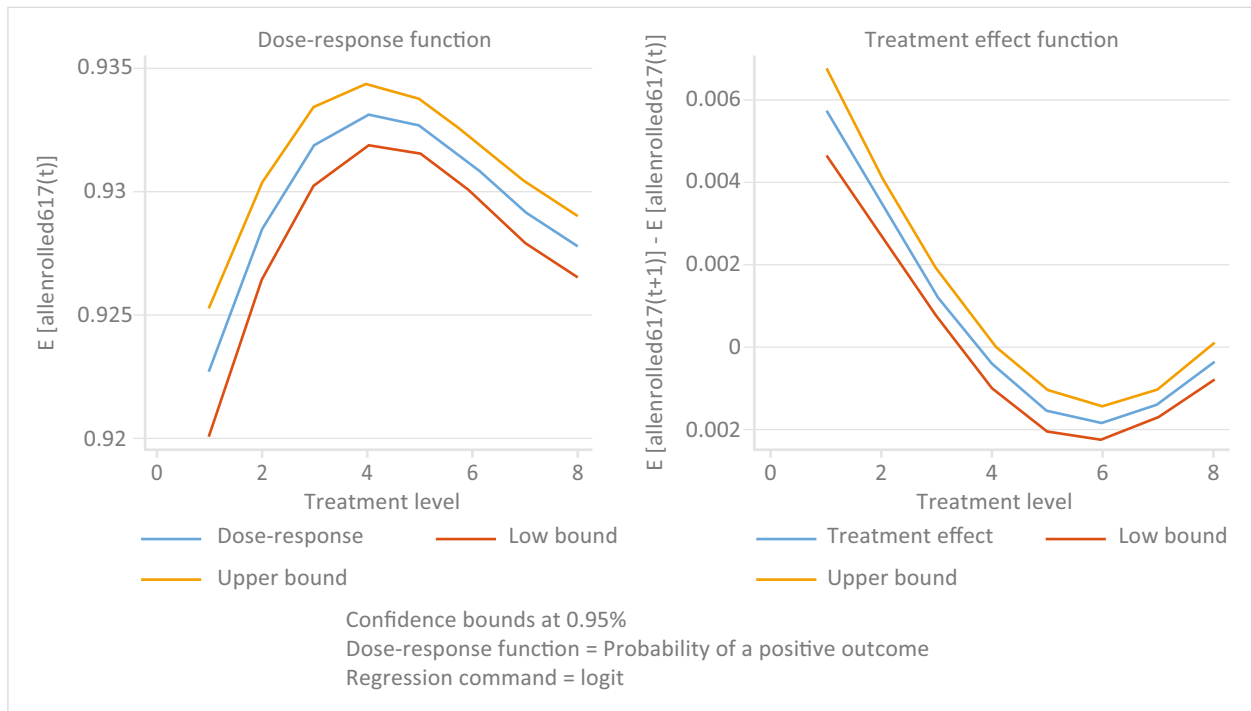 Dose-response function
E [allenrolled617(t)]
0.935
0.93
0.925
0.92
0 2 4 6 8
Treatment level
Dose-response
Low bound
Upper bound
Treatment effect function
E [allenrolled617(t+1)] - E [allenrolled617(t)]
0.006
0.004
0.002
0
0.002
0 2 4 6 8
Treatment level
Treatment effect
Low bound
Upper bound
Confidence bounds at 0.95%
Dose-response function = Probability of a positive outcome
Regression command = logit